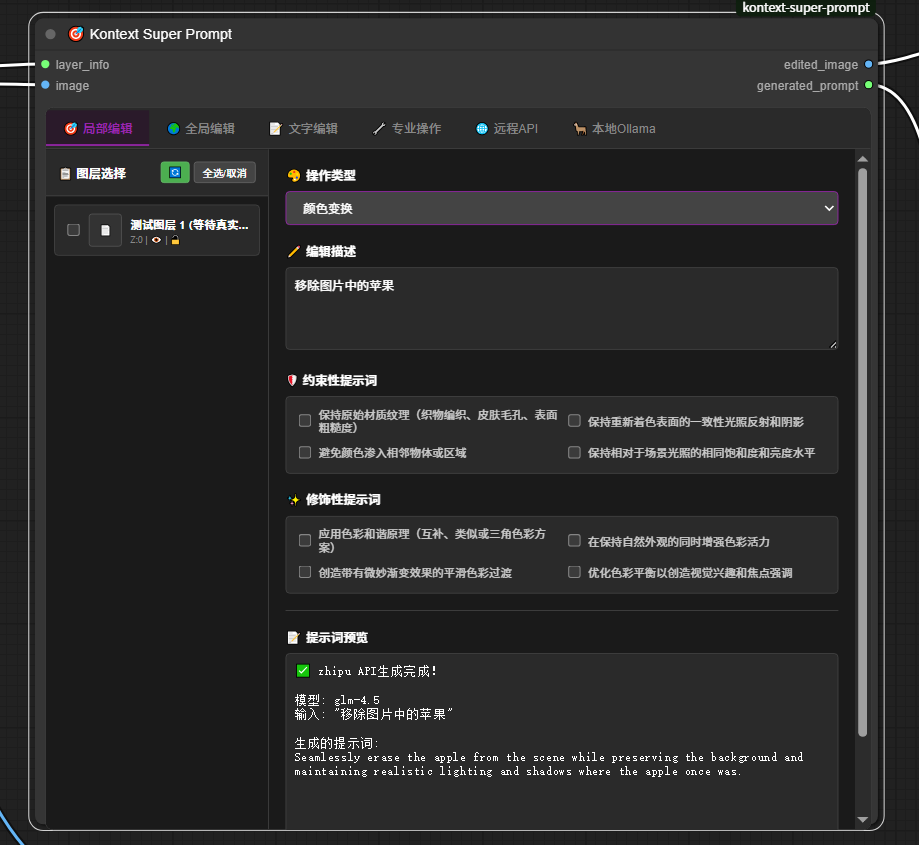 kontext-super-prompt
Kontext Super Prompt
layer_info
edited_image
image
generated_prompt
局部编辑
全局编辑
文字编辑
专业操作
远程API
本地Ollama
图层选择
全选/取消
测试图层 1 (等待真实...
Z:0 | |
操作类型
颜色变换
编辑描述
移除图片中的苹果
约束性提示词
保持原始材质纹理（织物编织、皮肤毛孔、表面
粗糙度）
保持重新着色表面的一致性光照反射和阴影
避免颜色渗入相邻物体或区域
保持相对于场景光照的相同饱和度和亮度水平
修饰性提示词
应用色彩和谐原理（互补、类似或三角色彩方
案）
在保持自然外观的同时增强色彩活力
创造带有微妙渐变效果的平滑色彩过渡
优化色彩平衡以创造视觉兴趣和焦点强调
提示词预览
zhipu API生成完成!
模型: glm-4.5
输入: "移除图片中的苹果"
生成的提示词:
Seamlessly erase the apple from the scene while preserving the background and
maintaining realistic lighting and shadows where the apple once was.